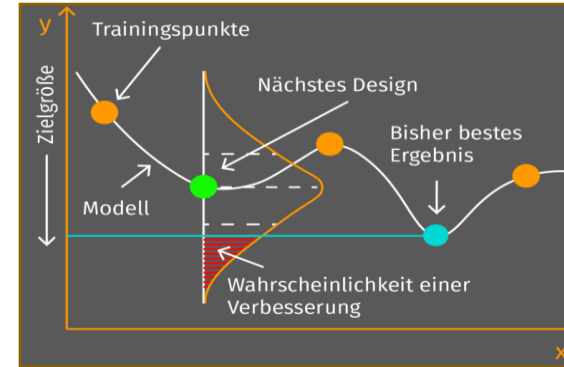 y
Trainingspunkte
Zielgröße
Nächstes Design
Bisher bestes
Ergebnis
Modell
Wahrscheinlichkeit einer
Verbesserung
x